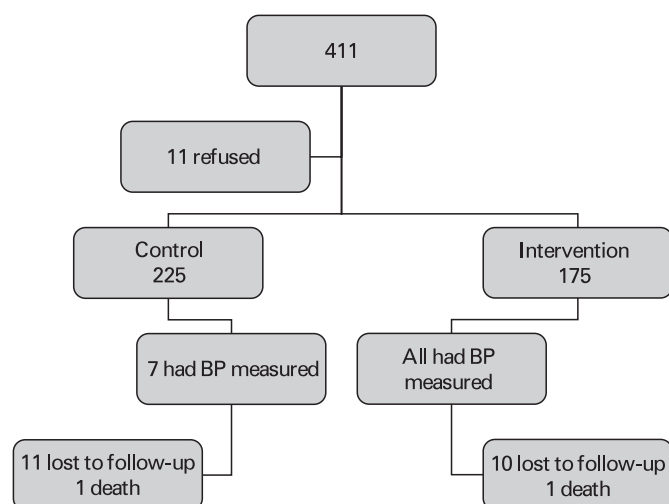 411
11 refused
Control
225
Intervention
175
7 had BP measured
All had BP
measured
11 lost to follow-up
1 death
10 lost to follow-up
1 death